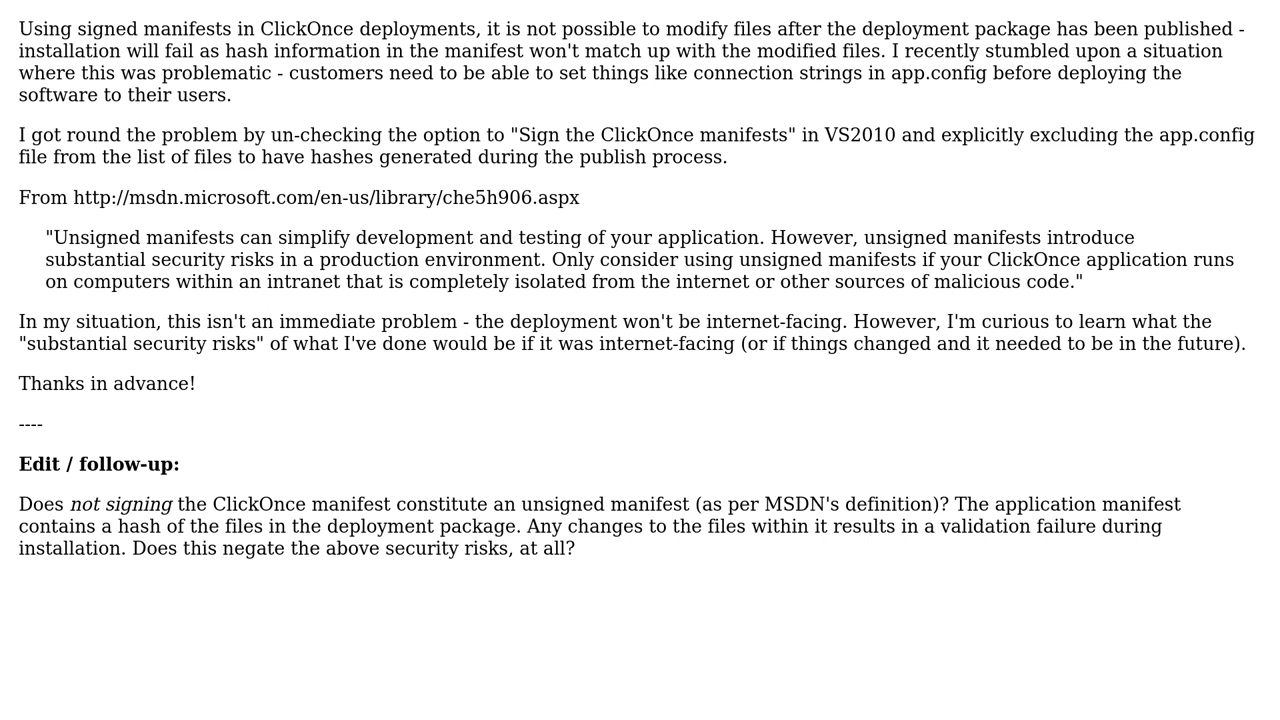 Using signed manifests in ClickOnce deployments, it is not possible to modify files after the deployment package has been published -
installation will fail as hash information in the manifest won't match up with the modified files. I recently stumbled upon a situation
where this was problematic - customers need to be able to set things like connection strings in app.config before deploying the
software to their users.
I got round the problem by un-checking the option to "Sign the ClickOnce manifests" in VS2010 and explicitly excluding the app.config
file from the list of files to have hashes generated during the publish process.
From http://msdn.microsoft.com/en-us/library/che5h906.aspx
"Unsigned manifests can simplify development and testing of your application. However, unsigned manifests introduce
substantial security risks in a production environment. Only consider using unsigned manifests if your ClickOnce application runs
on computers within an intranet that is completely isolated from the internet or other sources of malicious code."
In my situation, this isn't an immediate problem - the deployment won't be internet-facing. However, I'm curious to learn what the
"substantial security risks" of what I've done would be if it was internet-facing (or if things changed and it needed to be in the future).
Thanks in advance!
----
Edit / follow-up:
Does not signing the ClickOnce manifest constitute an unsigned manifest (as per MSDN's definition)? The application manifest
contains a hash of the files in the deployment package. Any changes to the files within it results in a validation failure during
installation. Does this negate the above security risks, at all?